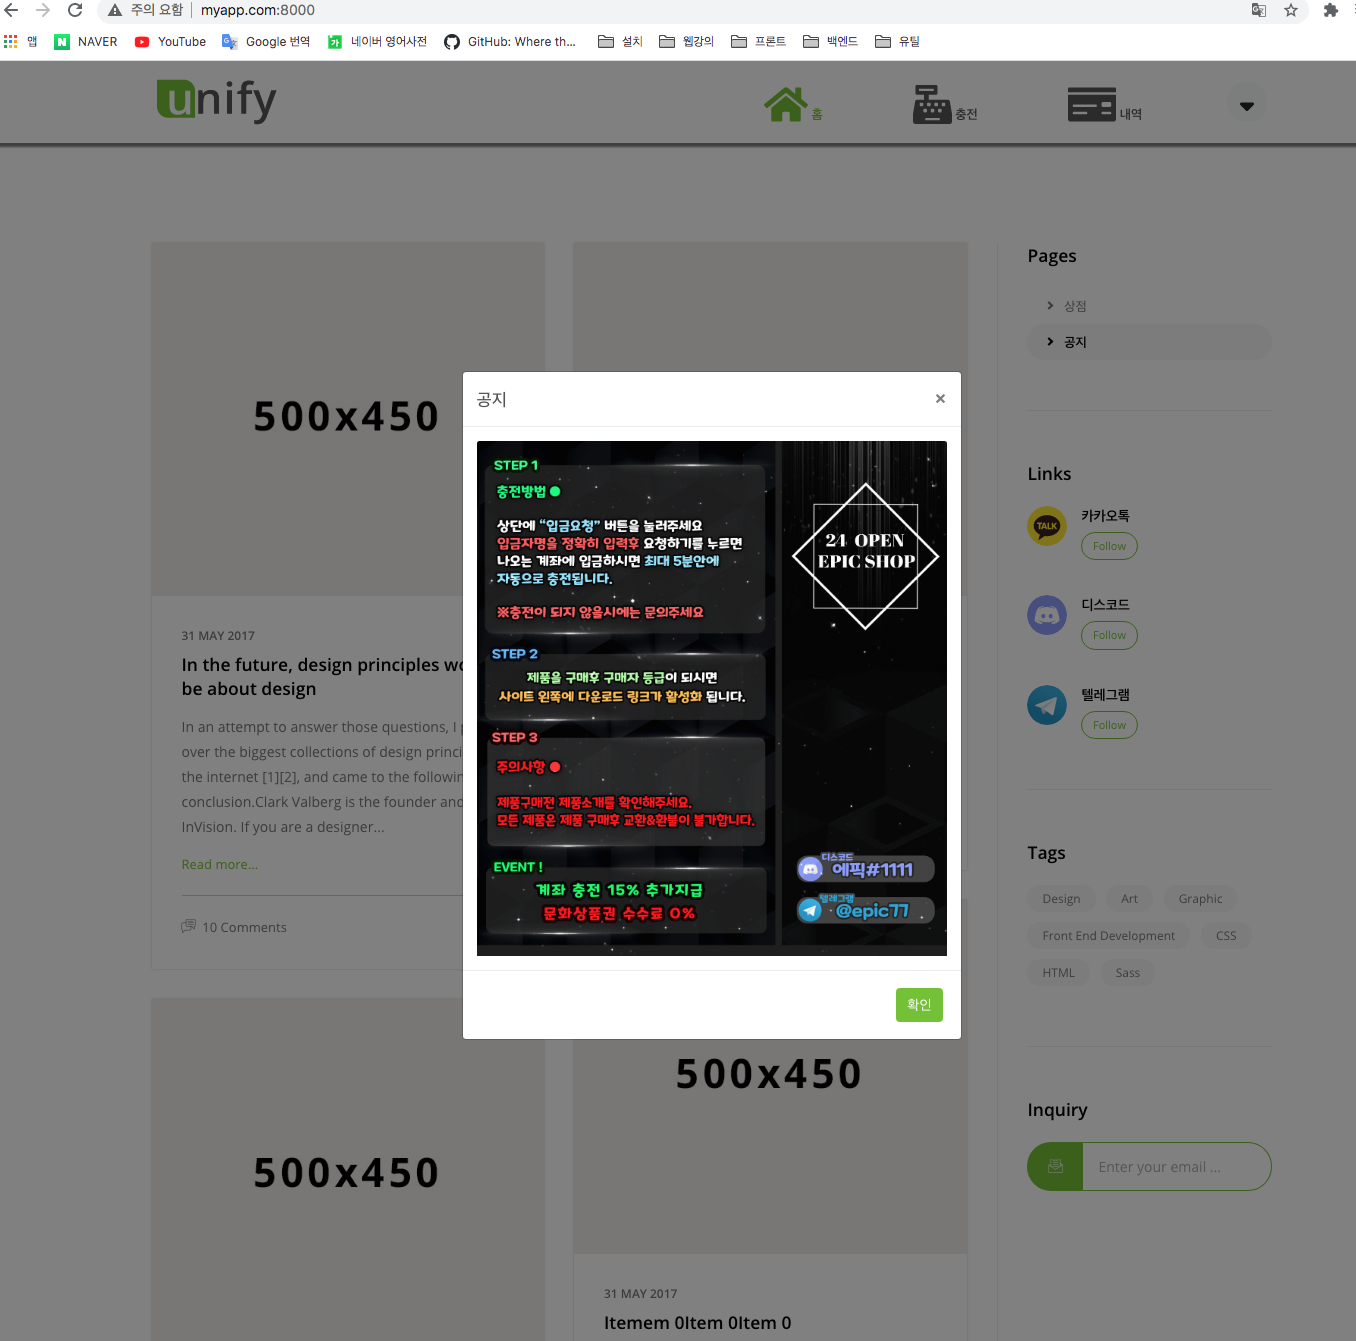 주의 요함
myapp.com:8000
앱
NAVER
YouTube
Google 번역
네이버 영어사전
GitHub: Where th...
설치
웹강의
프론트
백엔드
유틸
unify
홈
충전
내역
500x450
31 MAY 2017
In the future, design principles wo
be about design
In an attempt to answer those questions, I p
over the biggest collections of design princi
the internet [1][2], and came to the following
conclusion.Clark Valberg is the founder and
InVision. If you are a designer...
Read more...
10 Comments
500x450
공지
×
STEP 1
충전방법
상단에 “입금요청” 버튼을 눌러주세요
입금자명을 정확히 입력후 요청하기를 누르면
나오는 계좌에 입금하시면 최대 5분안에
자동으로 충전됩니다.
※충전이 되지 않을시에는 문의주세요
STEP 2
제품을 구매후 구매자 등급이 되시면
사이트 왼쪽에 다운로드 링크가 활성화 됩니다.
STEP 3
주의사항
제품구매전 제품소개를 확인해주세요.
모든 제품은 제품 구매후 교환&환불이 불가합니다.
EVENT !
계좌 충전 15% 추가지급
문화상품권 수수료 0%
24 OPEN
EPIC SHOP
디스코드
에픽#1111
텔레그램
@epic77
확인
500x450
31 MAY 2017
Itemem 0Item 0Item 0
Pages
상점
공지
Links
TALK
카카오톡
Follow
디스코드
Follow
텔레그램
Follow
Tags
Design
Art
Graphic
Front End Development
CSS
HTML
Sass
Inquiry
Enter your email ...